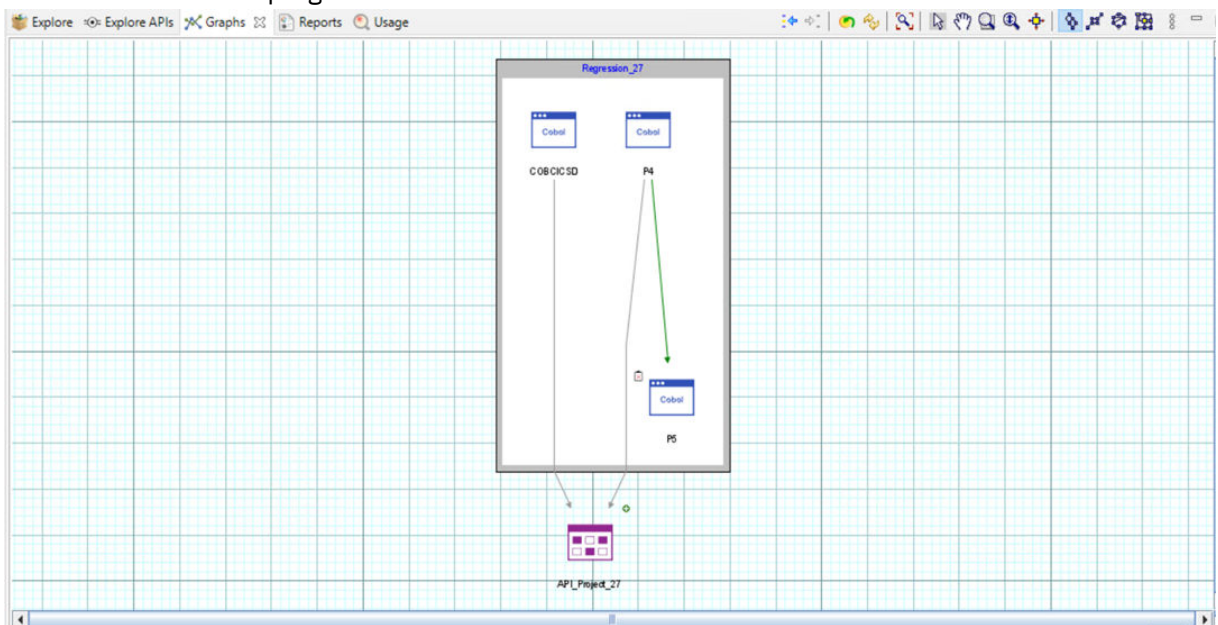 Explore Explore APIs Graphs Reports Usage
Regression_27
Cobol Cobol
COBCICSD P4
Cobol
P5
API_Project_27